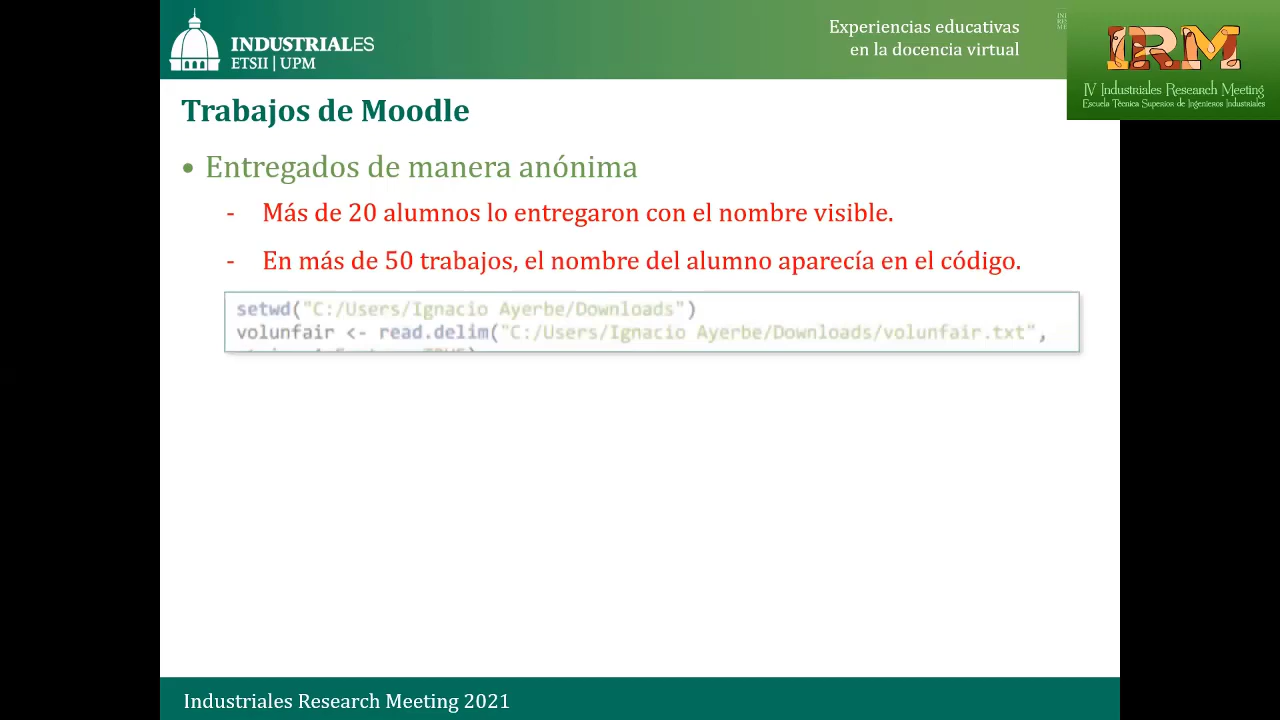 INDUSTRIALES
ETSII | UPM
Experiencias educativas
en la docencia virtual
IRM
IV Industriales Research Meeting
Escuela Técnica Superior de Ingenieros Industriales
Trabajos de Moodle
• Entregados de manera anónima
- Más de 20 alumnos lo entregaron con el nombre visible.
- En más de 50 trabajos, el nombre del alumno aparecía en el código.
setwd("C:/Users/Ignacio Ayerbe/Downloads")
volunfair <- read.delim("C:/Users/Ignacio Ayerbe/Downloads/volunfair.txt",
Industriales Research Meeting 2021